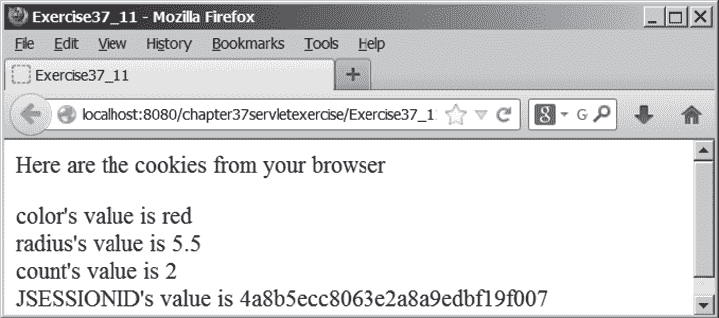 Exercise37_11 - Mozilla Firefox
File Edit View History Bookmarks Tools Help
Exercise37_11
localhost:8080/chapter37servletexercise/Exercise37_1
g G
Here are the cookies from your browser
color's value is red
radius's value is 5.5
count's value is 2
JSESSIONID's value is 4a8b5ecc8063e2a8a9edbf19f007